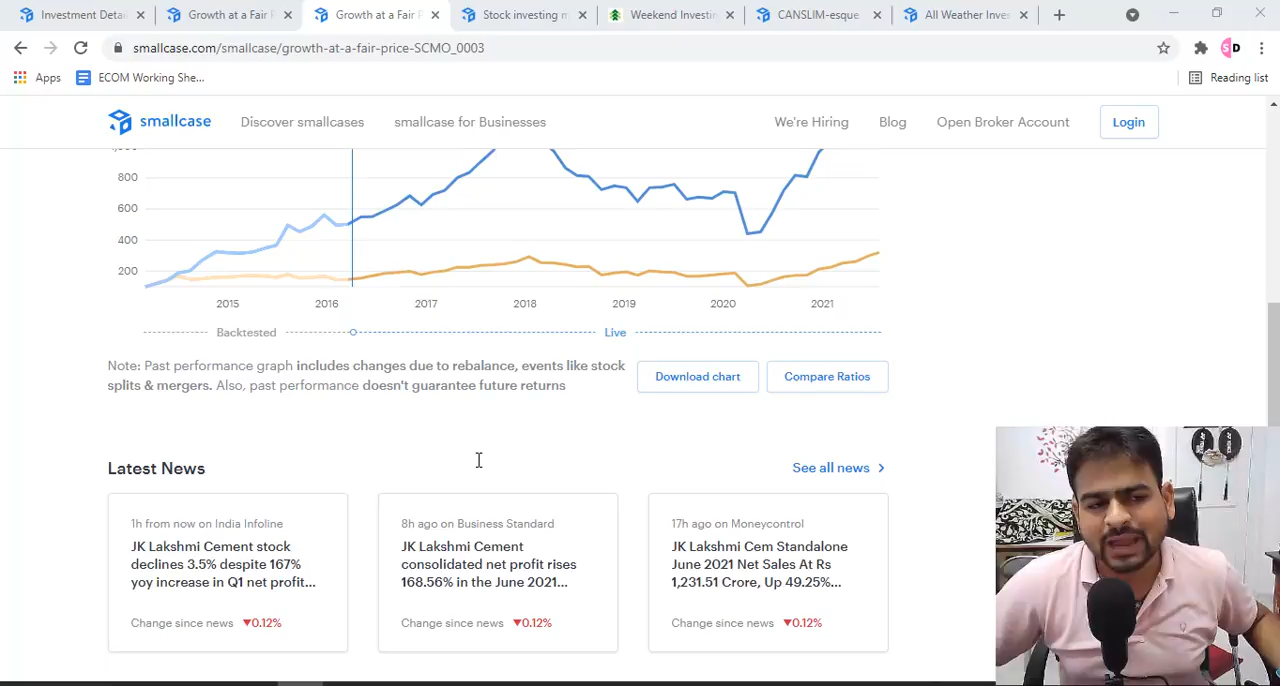 Investment Detai
Growth at a Fair P
Growth at a Fair P
Stock investing m
Weekend Investin
CANSLIM-esque
All Weather Inves
smallcase.com/smallcase/growth-at-a-fair-price-SCMO_0003
S D
Apps
ECOM Working She...
Reading list
smallcase
Discover smallcases
smallcase for Businesses
We're Hiring
Blog
Open Broker Account
Login
800
600
400
200
2015
2016
2017
2018
2019
2020
2021
Backtested
Live
Note: Past performance graph includes changes due to rebalance, events like stock
splits & mergers. Also, past performance doesn't guarantee future returns
Download chart
Compare Ratios
Latest News
See all news
1h from now on India Infoline
JK Lakshmi Cement stock
declines 3.5% despite 167%
yoy increase in Q1 net profit...
Change since news ▼0.12%
8h ago on Business Standard
JK Lakshmi Cement
consolidated net profit rises
168.56% in the June 2021...
Change since news ▼0.12%
17h ago on Moneycontrol
JK Lakshmi Cem Standalone
June 2021 Net Sales At Rs
1,231.51 Crore, Up 49.25%...
Change since news ▼0.12%